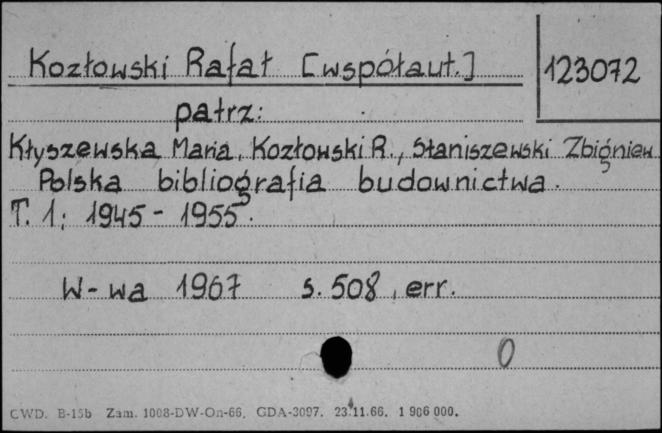 Kozłowski Rafał [współaut.]
123072
patrz:
Kłyszewska Maria, Kozłowski R., Staniszewski Zbigniew
Polska bibliografia budownictwa.
T. 1: 1945 - 1955.
W-wa 1967 s. 508, err.
0
CWD. B-15b Zam. 1008-DW-On-66. GDA-3097. 23.11.66. 1 906 000.